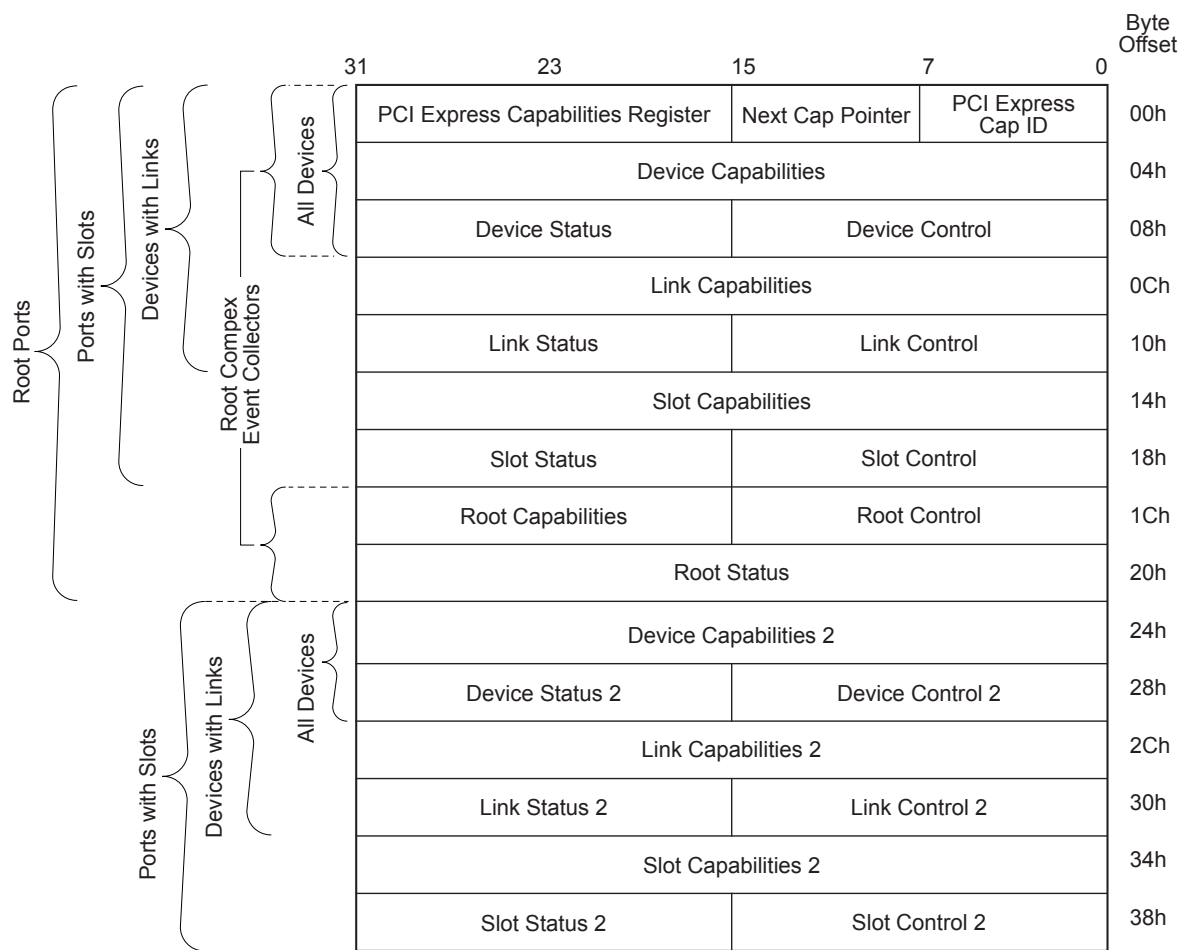 Byte
Offset
31 23 15 7 0
PCI Express Capabilities Register Next Cap Pointer PCI Express
Cap ID 00h
Device Capabilities 04h
Device Status Device Control 08h
Link Capabilities 0Ch
Link Status Link Control 10h
Slot Capabilities 14h
Slot Status Slot Control 18h
Root Capabilities Root Control 1Ch
Root Status 20h
Device Capabilities 2 24h
Device Status 2 Device Control 2 28h
Link Capabilities 2 2Ch
Link Status 2 Link Control 2 30h
Slot Capabilities 2 34h
Slot Status 2 Slot Control 2 38h
Root Ports
Ports with Slots
Devices with Links
Root Compex
Event Collectors
All Devices
Ports with Slots
Devices with Links
All Devices